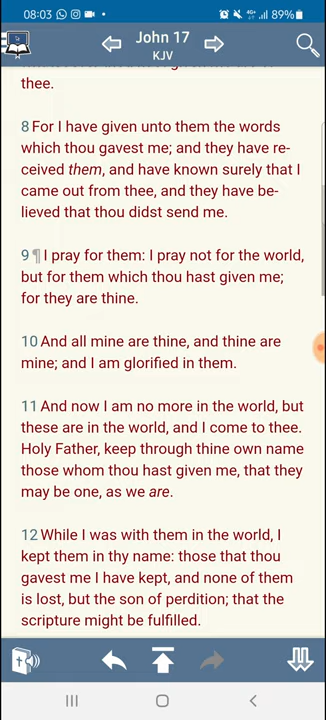 08:03 89%
John 17
KJV
thee.
8 For I have given unto them the words
which thou gavest me; and they have re-
ceived them, and have known surely that I
came out from thee, and they have be-
lieved that thou didst send me.
9 ¶ I pray for them: I pray not for the world,
but for them which thou hast given me;
for they are thine.
10 And all mine are thine, and thine are
mine; and I am glorified in them.
11 And now I am no more in the world, but
these are in the world, and I come to thee.
Holy Father, keep through thine own name
those whom thou hast given me, that they
may be one, as we are.
12 While I was with them in the world, I
kept them in thy name: those that thou
gavest me I have kept, and none of them
is lost, but the son of perdition; that the
scripture might be fulfilled.